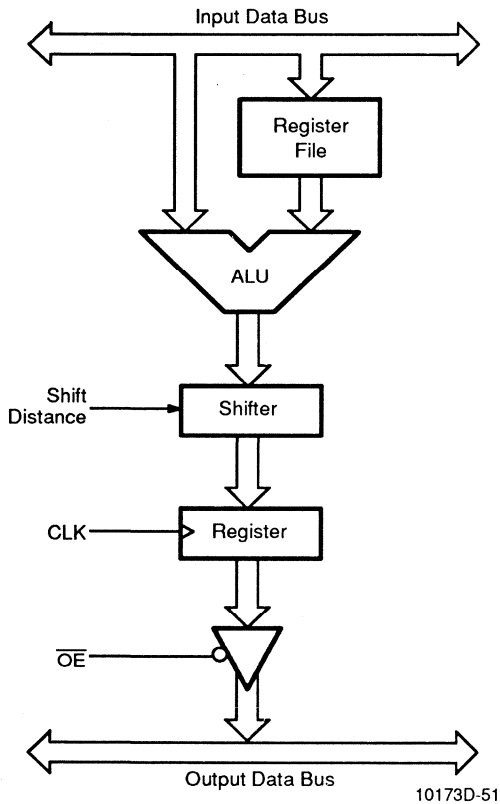 Input Data Bus
Register
File
ALU
Shift
Distance
Shifter
CLK
Register
OE
Output Data Bus
10173D-51